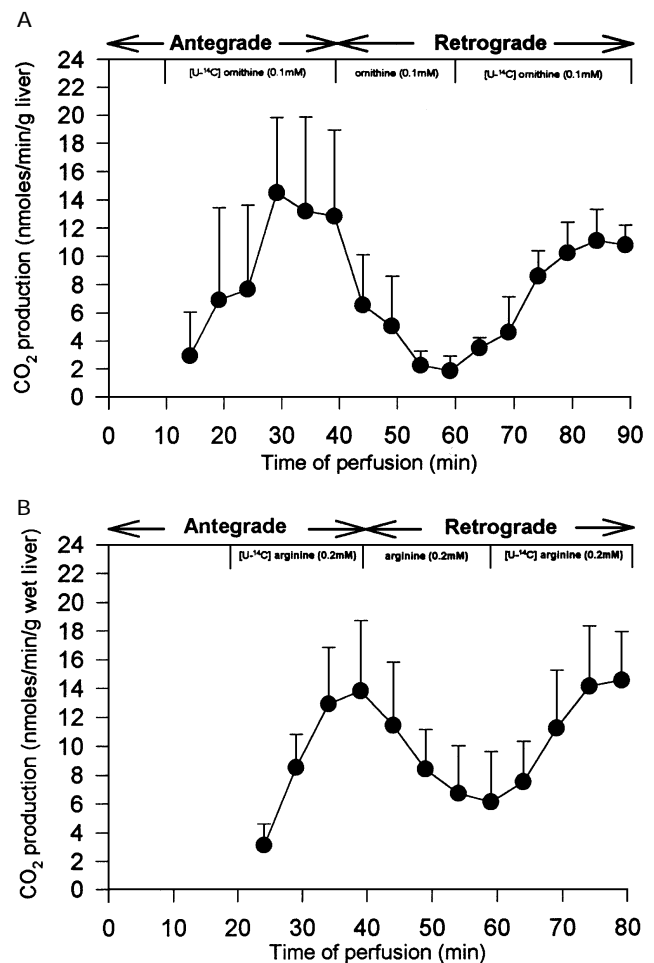 A
Antegrade Retrograde
[U-¹⁴C] ornithine (0.1mM) ornithine (0.1mM) [U-¹⁴C] ornithine (0.1mM)
CO₂ production (nmoles/min/g liver)
24
22
20
18
16
14
12
10
8
6
4
2
0
0 10 20 30 40 50 60 70 80 90
Time of perfusion (min)
B
Antegrade Retrograde
[U-¹⁴C] arginine (0.2mM) arginine (0.2mM) [U-¹⁴C] arginine (0.2mM)
CO₂ production (nmoles/min/g wet liver)
24
22
20
18
16
14
12
10
8
6
4
2
0
0 10 20 30 40 50 60 70 80
Time of perfusion (min)